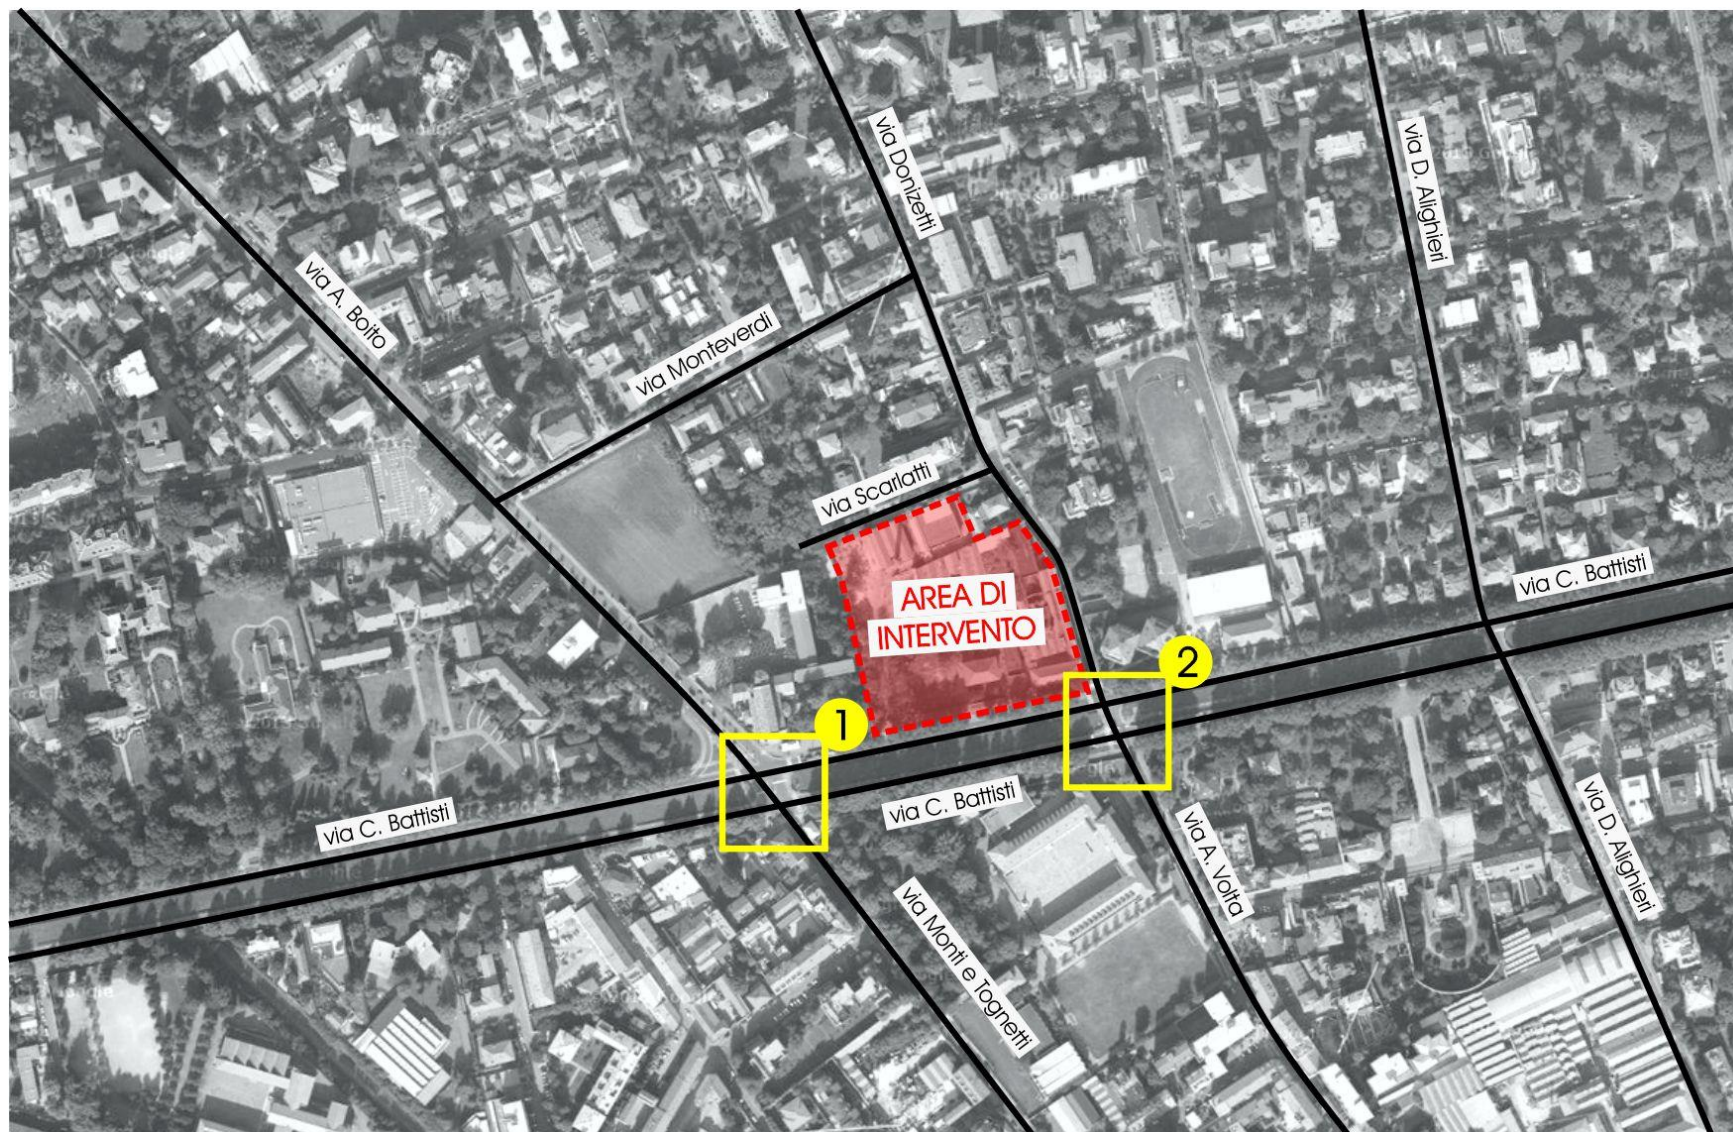 via Donizetti
via D. Alighieri
via A. Boito
via Monteverdi
via Scarlatti
via C. Battisti
AREA DI
INTERVENTO
2
1
via C. Battisti
via C. Battisti
via A. Volta
via D. Alighieri
via Monti e Tognetti